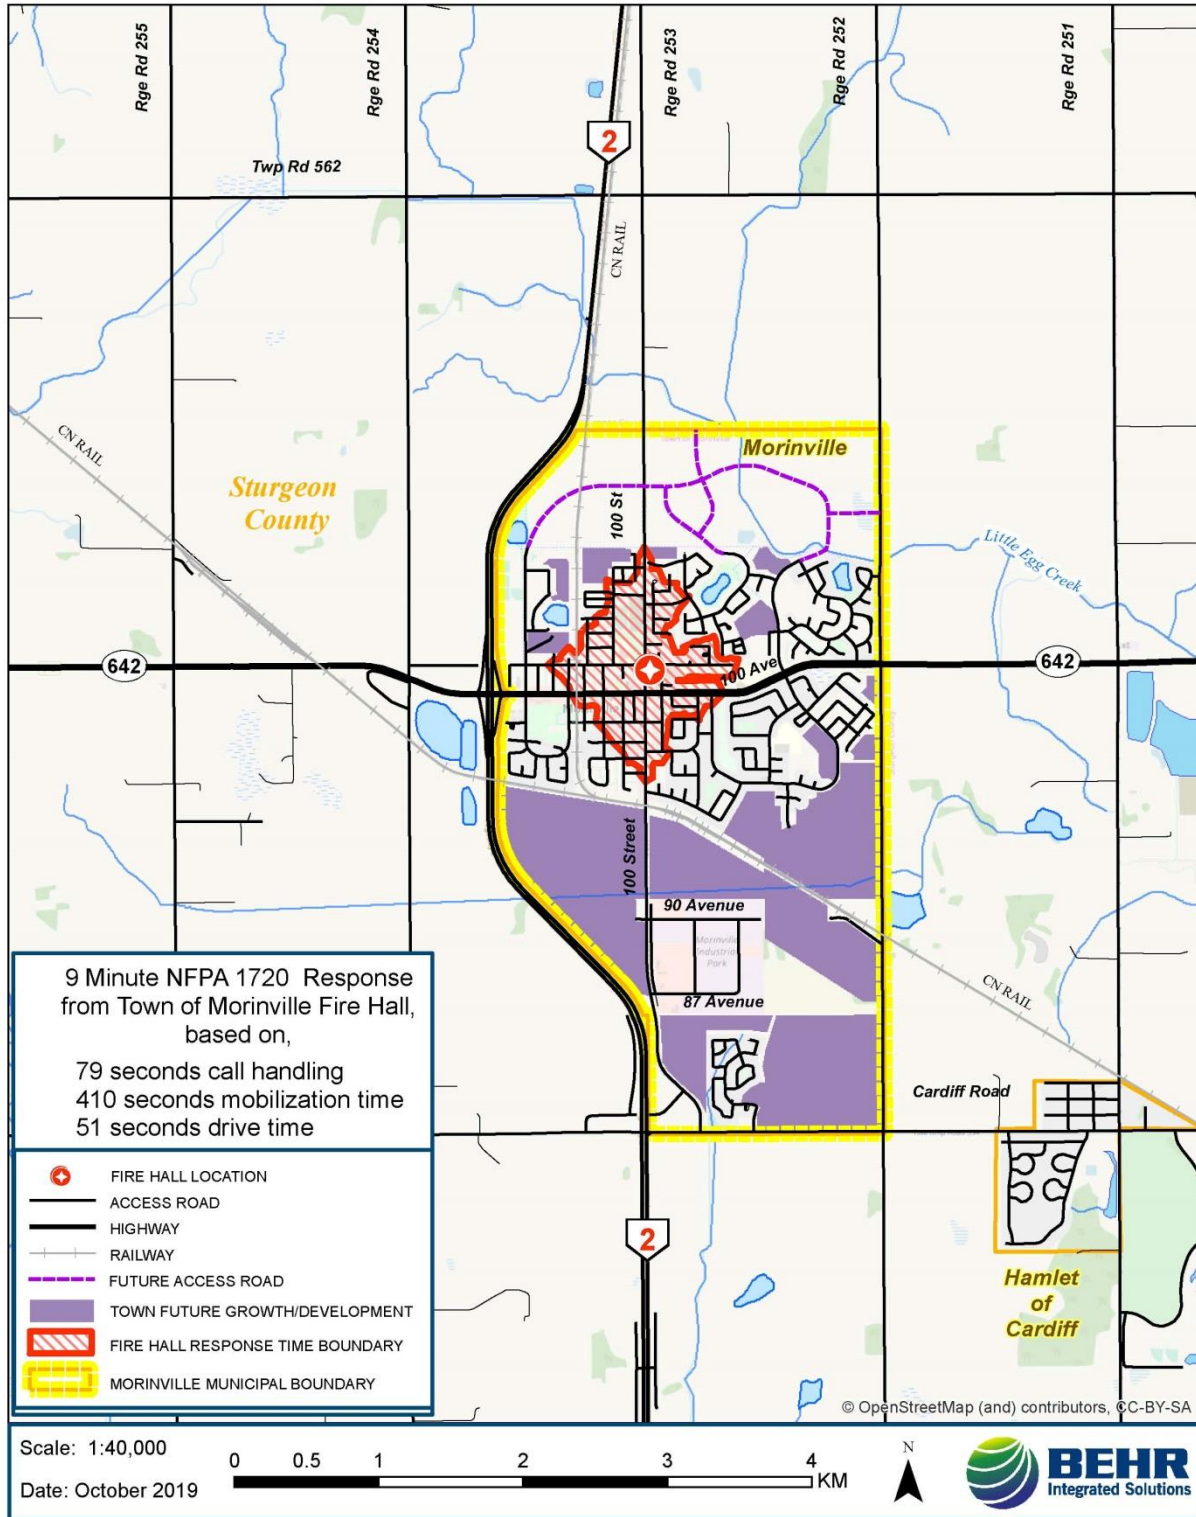 Rge Rd 255
Rge Rd 254
Rge Rd 253
Rge Rd 252
Rge Rd 251
2
Twp Rd 562
CN RAIL
CN RAIL
Morinville
Sturgeon
County
100 St
Little Egg Creek
642
642
100 Ave
100 Street
90 Avenue
Morinville
Industrial
Park
87 Avenue
CN RAIL
Cardiff Road
2
Hamlet
of
Cardiff
9 Minute NFPA 1720 Response
from Town of Morinville Fire Hall,
based on,
79 seconds call handling
410 seconds mobilization time
51 seconds drive time
FIRE HALL LOCATION
ACCESS ROAD
HIGHWAY
RAILWAY
FUTURE ACCESS ROAD
TOWN FUTURE GROWTH/DEVELOPMENT
FIRE HALL RESPONSE TIME BOUNDARY
MORINVILLE MUNICIPAL BOUNDARY
© OpenStreetMap (and) contributors, CC-BY-SA
Scale: 1:40,000
Date: October 2019
0 0.5 1 2 3 4
KM
N
BEHR
Integrated Solutions